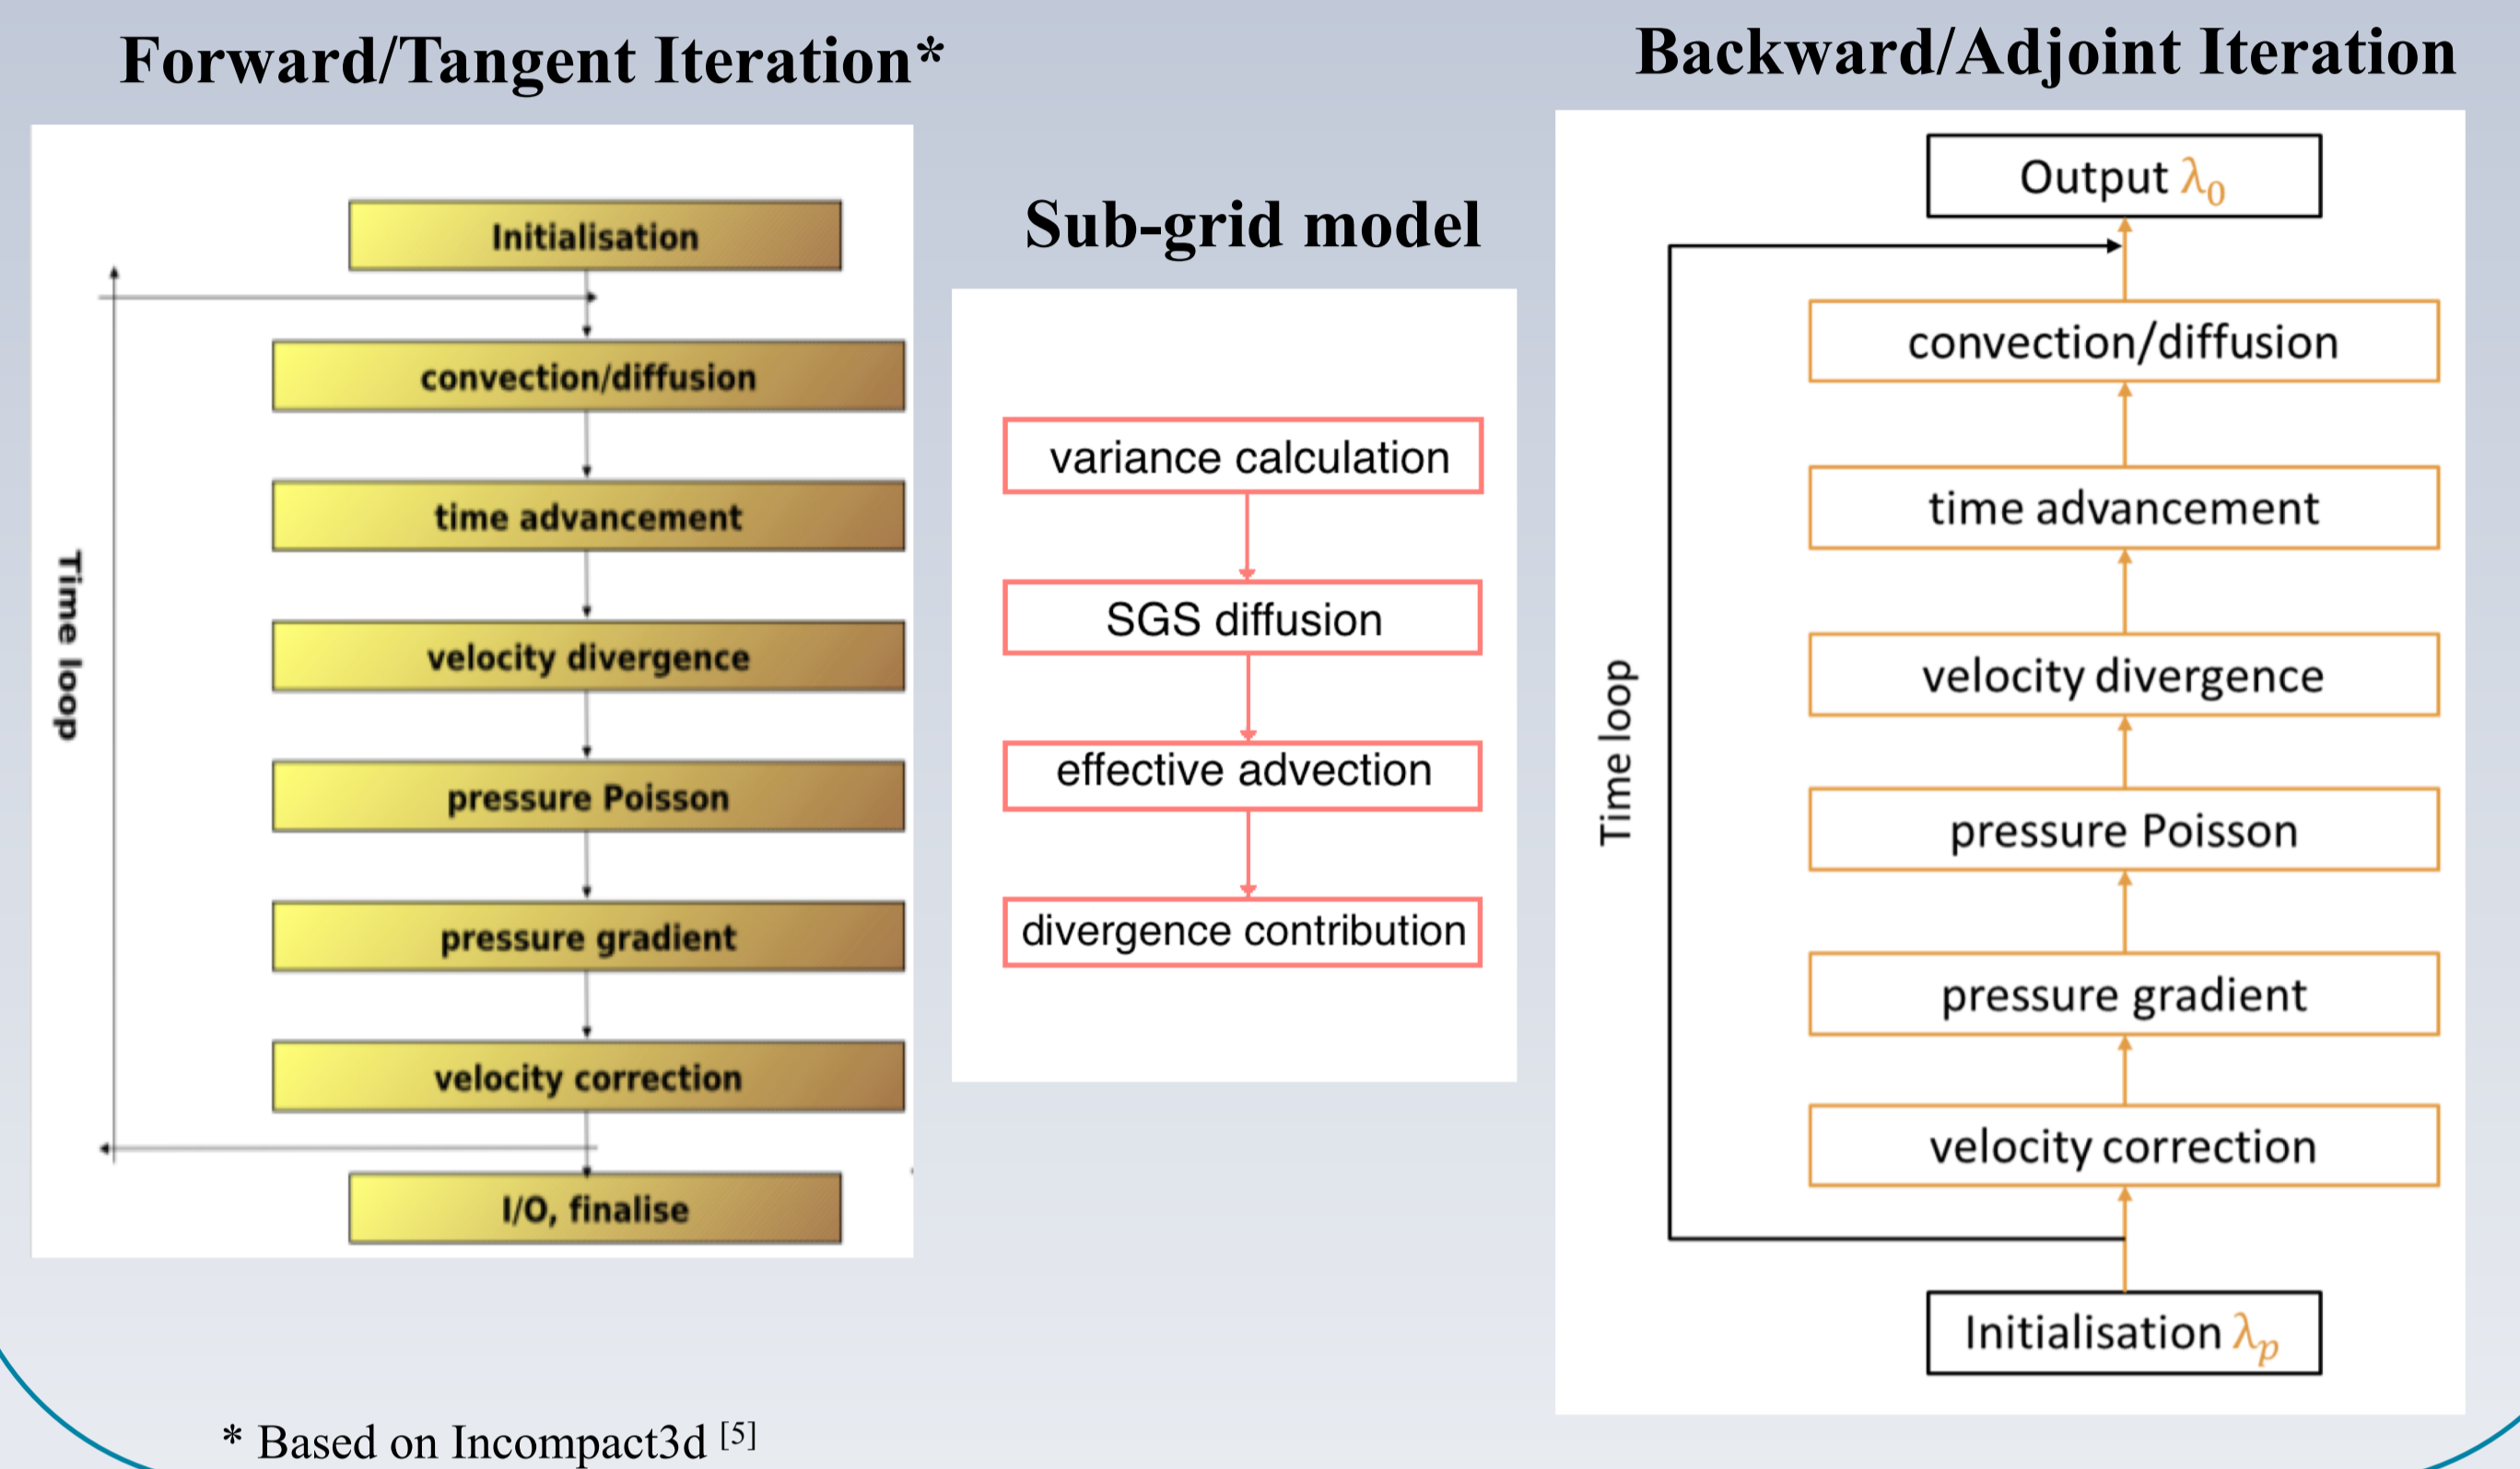 Forward/Tangent Iteration*
Initialisation
convection/diffusion
time advancement
velocity divergence
pressure Poisson
pressure gradient
velocity correction
I/O, finalise
Time loop
Sub-grid model
variance calculation
SGS diffusion
effective advection
divergence contribution
Backward/Adjoint Iteration
Output λ₀
convection/diffusion
time advancement
velocity divergence
pressure Poisson
pressure gradient
velocity correction
Initialisation λₚ
Time loop
* Based on Incompact3d [5]